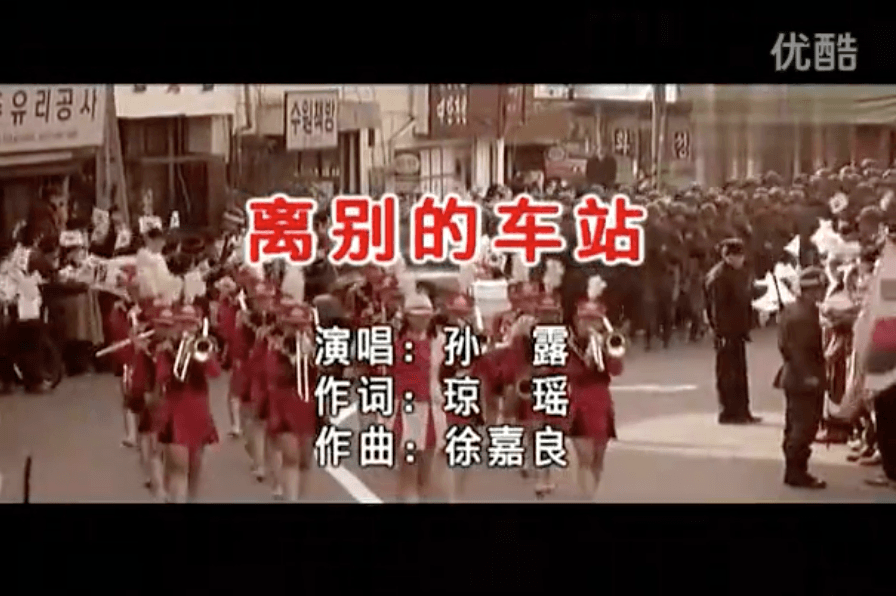 优酷
유리공사
수원책방
离别的车站
演唱：孙 露
作词：琼 瑶
作曲：徐嘉良